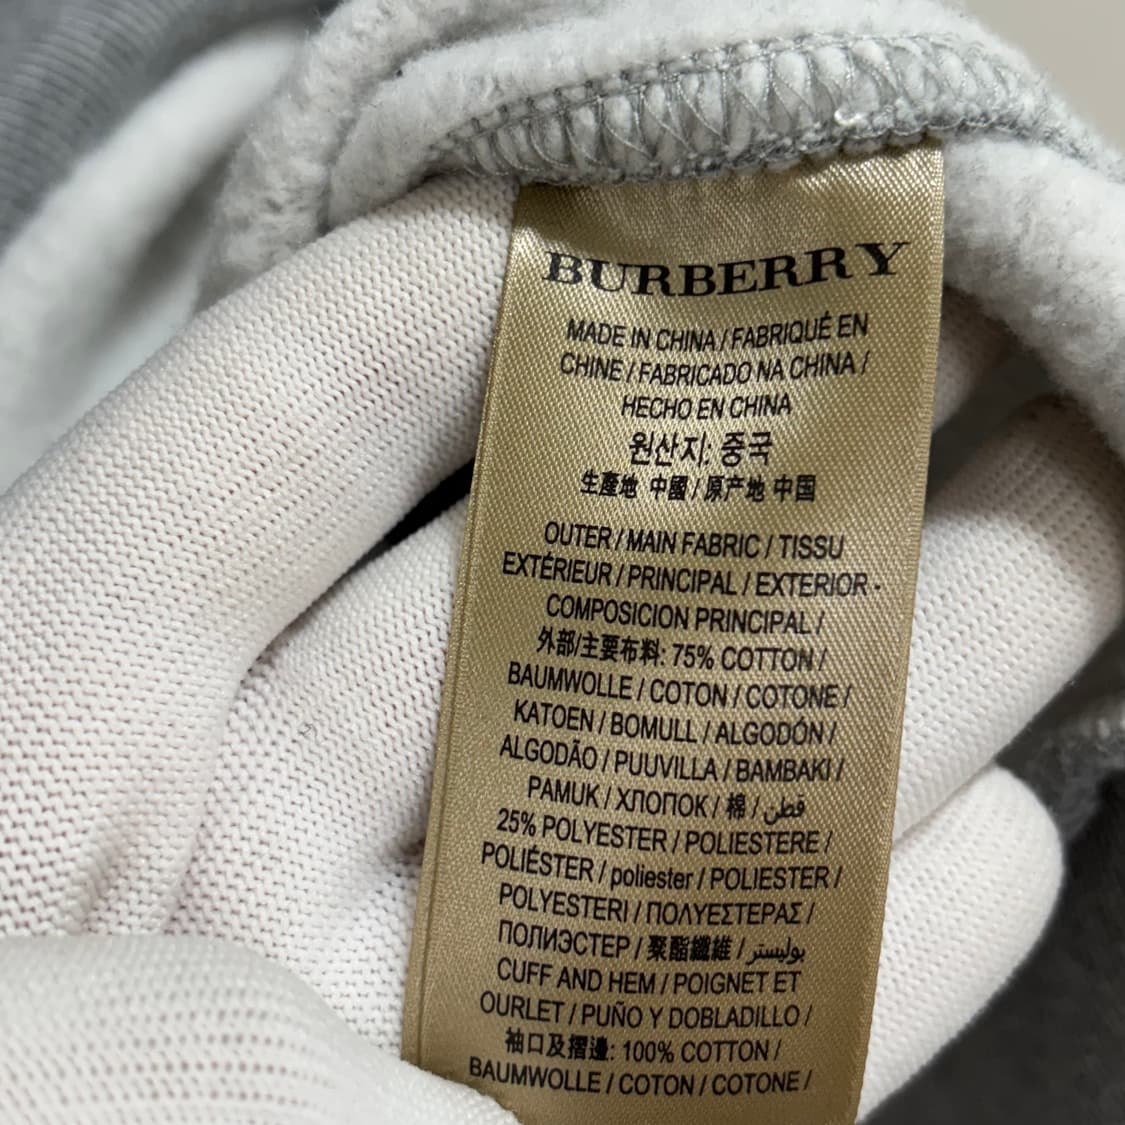 BURBERRY
MADE IN CHINA / FABRIQUÉ EN
CHINE / FABRICADO NA CHINA /
HECHO EN CHINA
원산지: 중국
生產地 中國 / 原产地 中国
OUTER / MAIN FABRIC / TISSU
EXTÉRIEUR / PRINCIPAL / EXTERIOR -
COMPOSICION PRINCIPAL /
外部/主要布料: 75% COTTON /
BAUMWOLLE / COTON / COTONE /
KATOEN / BOMULL / ALGODÓN /
ALGODÃO / PUUVILLA / BAMBAKI /
PAMUK / ХЛОПОК / 棉 / قطن /
25% POLYESTER / POLIESTERE /
POLIÉSTER / poliester / POLIESTER /
POLYESTERI / ΠΟΛΥΕΣΤΕΡΑΣ /
ПОЛИЭСТЕР / 聚酯纖維 / بوليستر
CUFF AND HEM / POIGNET ET
OURLET / PUÑO Y DOBLADILLO /
袖口及摺邊: 100% COTTON /
BAUMWOLLE / COTON / COTONE /